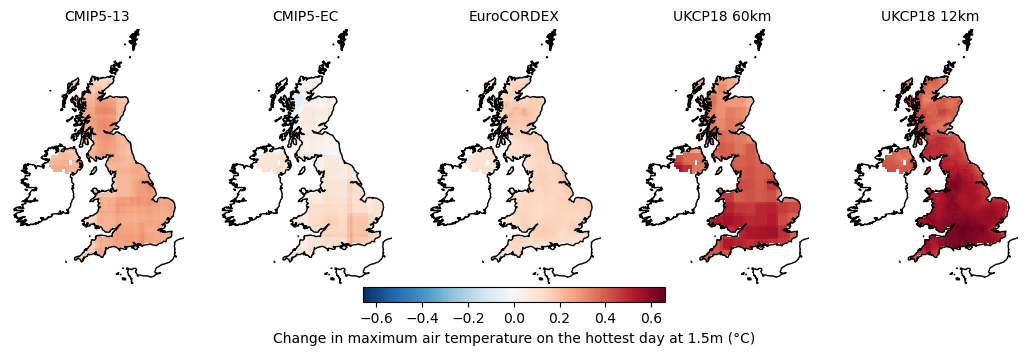 CMIP5-13 CMIP5-EC EuroCORDEX UKCP18 60km UKCP18 12km
−0.6 −0.4 −0.2 0.0 0.2 0.4 0.6
Change in maximum air temperature on the hottest day at 1.5m (°C)